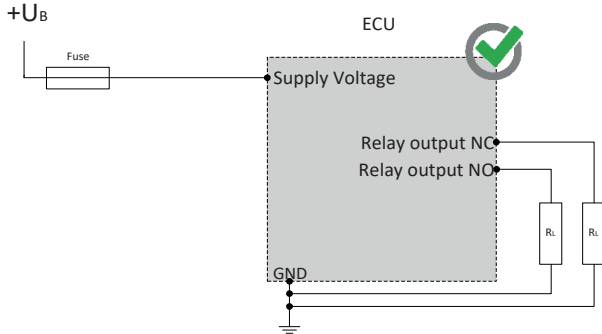 +UB
ECU
Fuse
Supply Voltage
Relay output NC
Relay output NO
RL
RL
GND